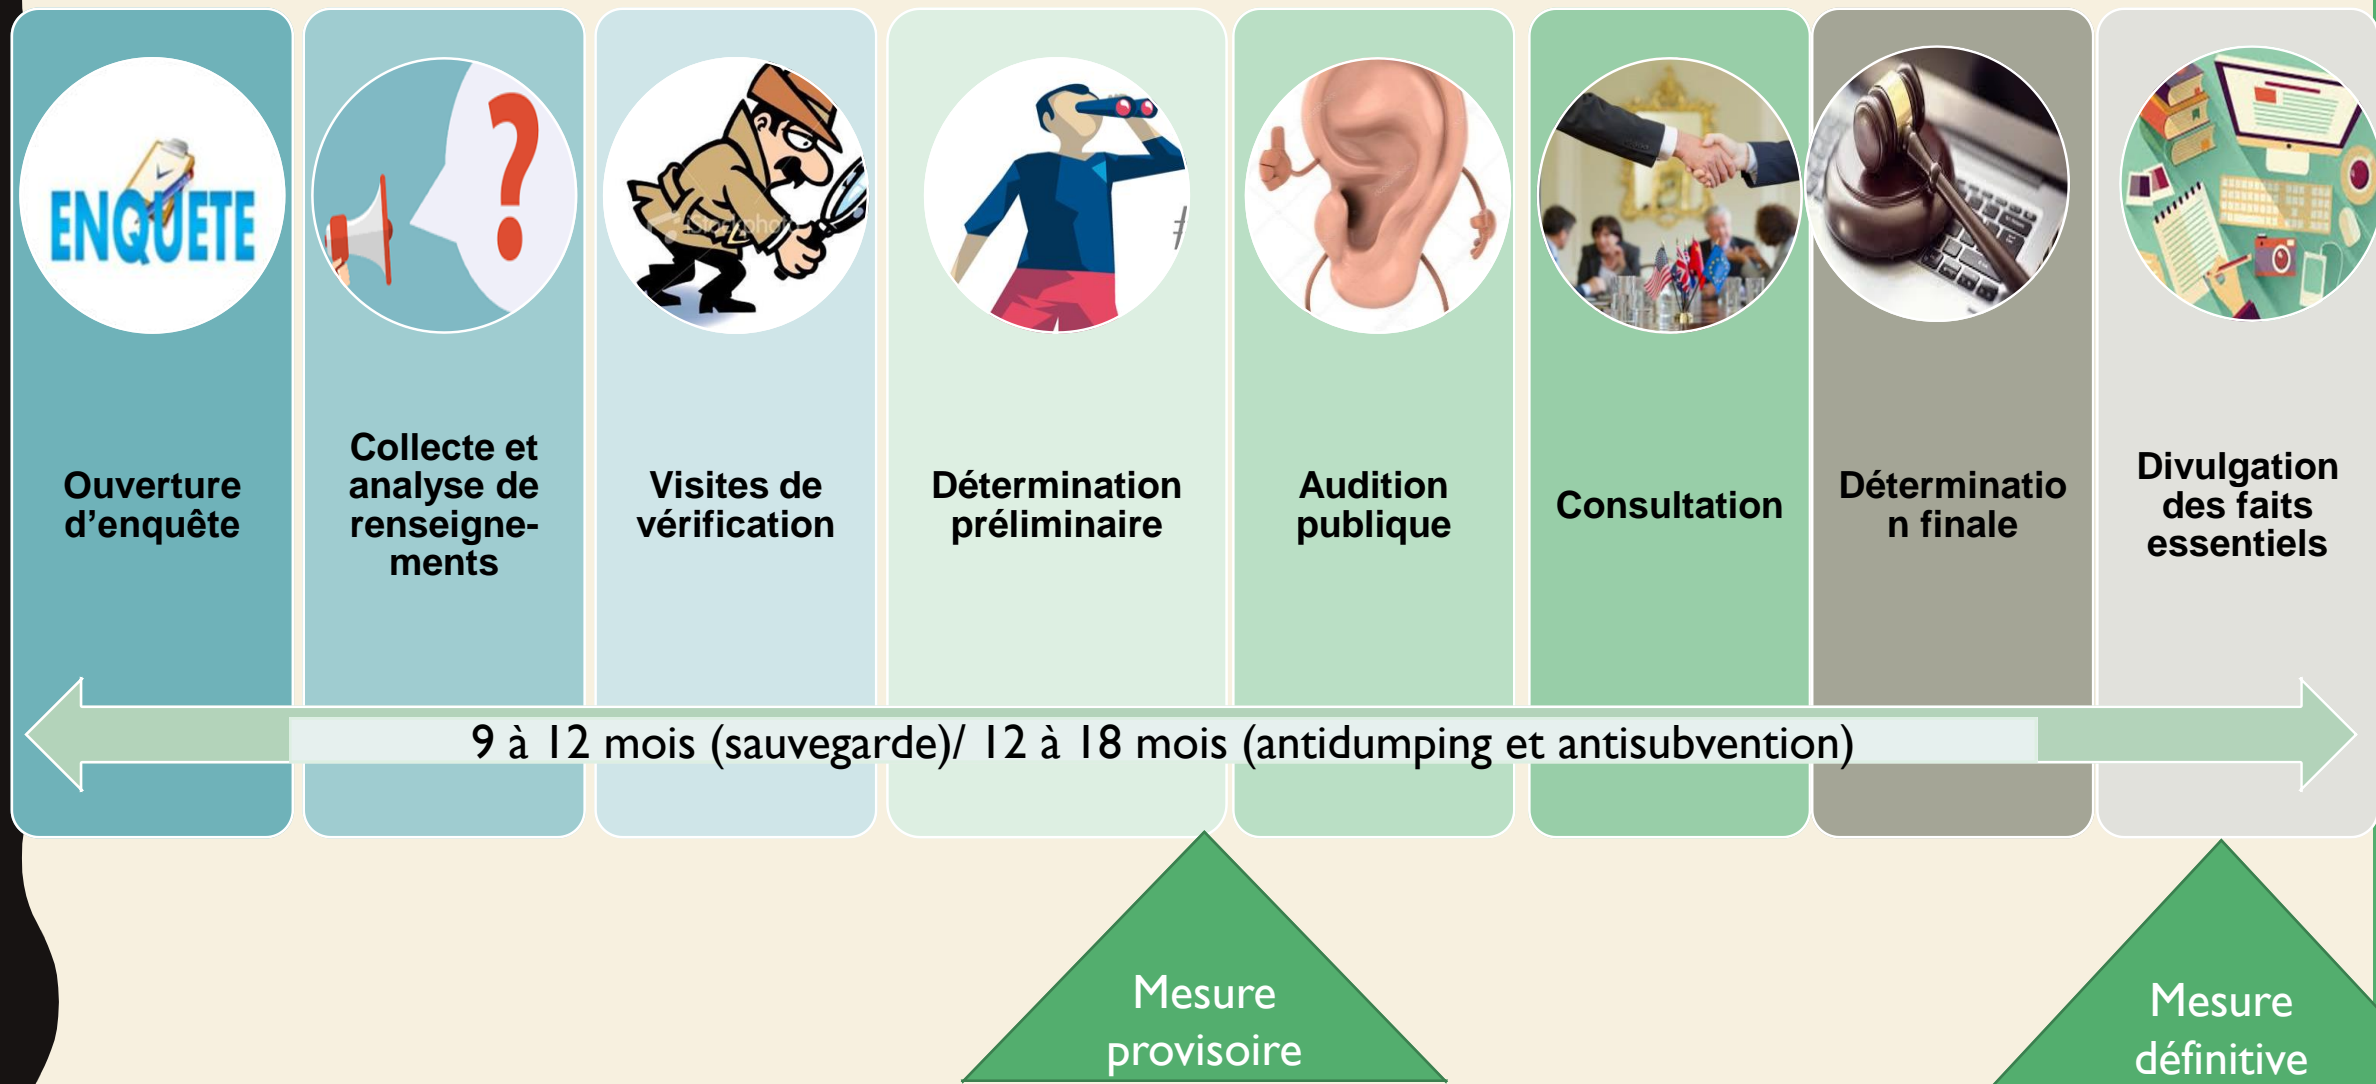 ENQUETE
iStockphoto
Ouverture
d’enquête
Collecte et
analyse de
renseigne-
ments
Visites de
vérification
Détermination
préliminaire
Audition
publique
Consultation
Déterminatio
n finale
Divulgation
des faits
essentiels
9 à 12 mois (sauvegarde)/ 12 à 18 mois (antidumping et antisubvention)
Mesure
provisoire
Mesure
définitive